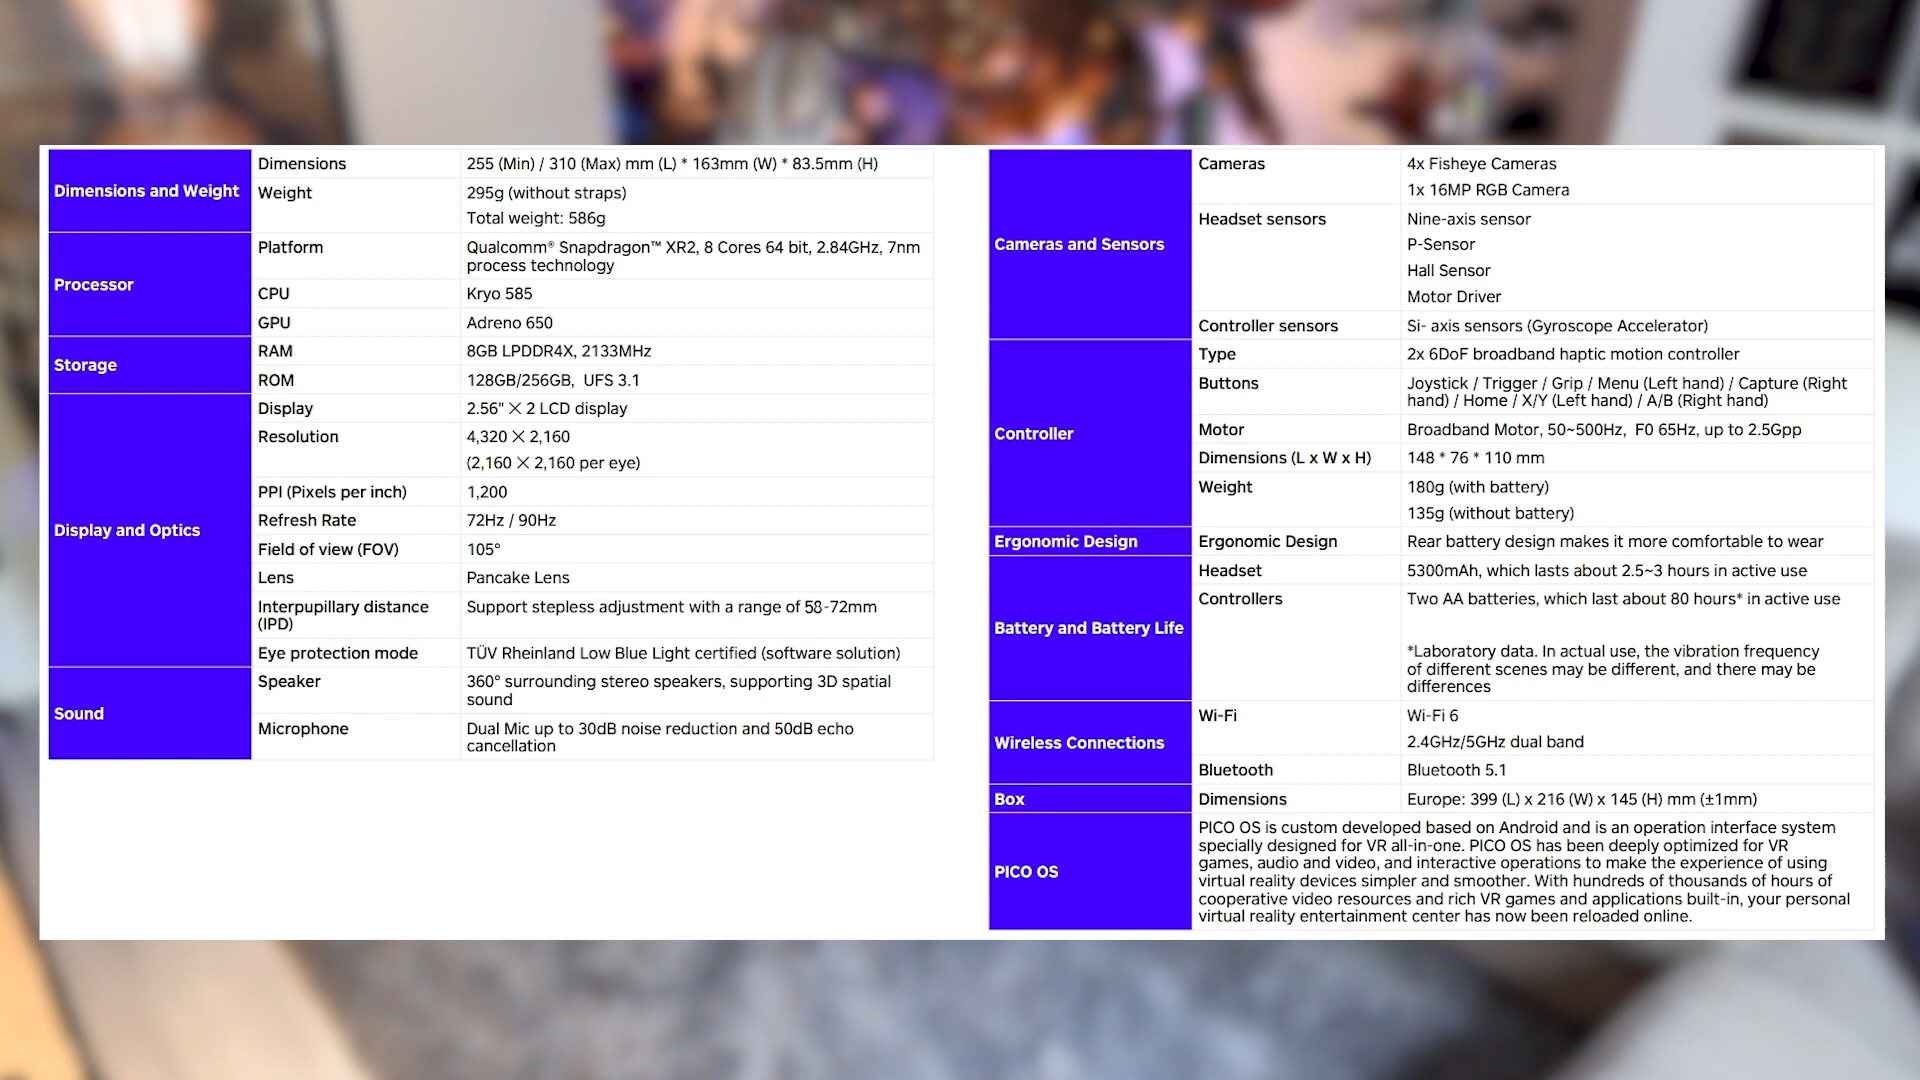 Dimensions and Weight
Dimensions
255 (Min) / 310 (Max) mm (L) * 163mm (W) * 83.5mm (H)
Weight
295g (without straps)
Total weight: 586g
Processor
Platform
Qualcomm® Snapdragon™ XR2, 8 Cores 64 bit, 2.84GHz, 7nm
process technology
CPU
Kryo 585
GPU
Adreno 650
Storage
RAM
8GB LPDDR4X, 2133MHz
ROM
128GB/256GB, UFS 3.1
Display and Optics
Display
2.56" × 2 LCD display
Resolution
4,320 × 2,160
(2,160 × 2,160 per eye)
PPI (Pixels per inch)
1,200
Refresh Rate
72Hz / 90Hz
Field of view (FOV)
105°
Lens
Pancake Lens
Interpupillary distance
(IPD)
Support stepless adjustment with a range of 58-72mm
Eye protection mode
TÜV Rheinland Low Blue Light certified (software solution)
Sound
Speaker
360° surrounding stereo speakers, supporting 3D spatial
sound
Microphone
Dual Mic up to 30dB noise reduction and 50dB echo
cancellation
Cameras and Sensors
Cameras
4x Fisheye Cameras
1x 16MP RGB Camera
Headset sensors
Nine-axis sensor
P-Sensor
Hall Sensor
Motor Driver
Controller sensors
Si- axis sensors (Gyroscope Accelerator)
Controller
Type
2x 6DoF broadband haptic motion controller
Buttons
Joystick / Trigger / Grip / Menu (Left hand) / Capture (Right
hand) / Home / X/Y (Left hand) / A/B (Right hand)
Motor
Broadband Motor, 50~500Hz, F0 65Hz, up to 2.5Gpp
Dimensions (L x W x H)
148 * 76 * 110 mm
Weight
180g (with battery)
135g (without battery)
Ergonomic Design
Ergonomic Design
Rear battery design makes it more comfortable to wear
Battery and Battery Life
Headset
5300mAh, which lasts about 2.5~3 hours in active use
Controllers
Two AA batteries, which last about 80 hours* in active use
*Laboratory data. In actual use, the vibration frequency
of different scenes may be different, and there may be
differences
Wireless Connections
Wi-Fi
Wi-Fi 6
2.4GHz/5GHz dual band
Bluetooth
Bluetooth 5.1
Box
Dimensions
Europe: 399 (L) x 216 (W) x 145 (H) mm (±1mm)
PICO OS
PICO OS is custom developed based on Android and is an operation interface system
specially designed for VR all-in-one. PICO OS has been deeply optimized for VR
games, audio and video, and interactive operations to make the experience of using
virtual reality devices simpler and smoother. With hundreds of thousands of hours of
cooperative video resources and rich VR games and applications built-in, your personal
virtual reality entertainment center has now been reloaded online.